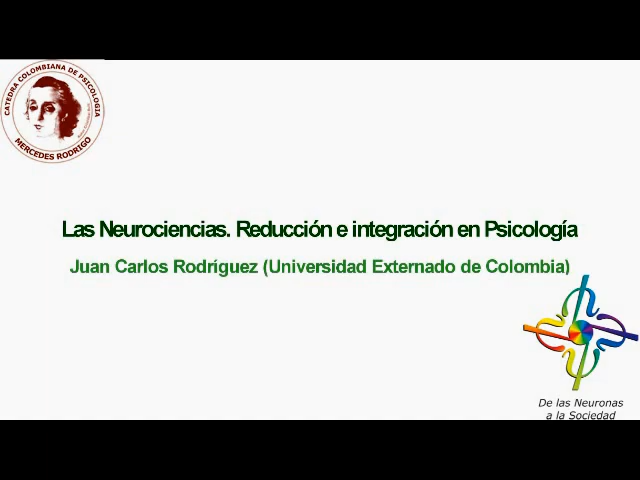 CATEDRA COLOMBIANA DE PSICOLOGIA
MERCEDES RODRIGO
Las Neurociencias. Reducción e integración en Psicología
Juan Carlos Rodríguez (Universidad Externado de Colombia)
De las Neuronas
a la Sociedad